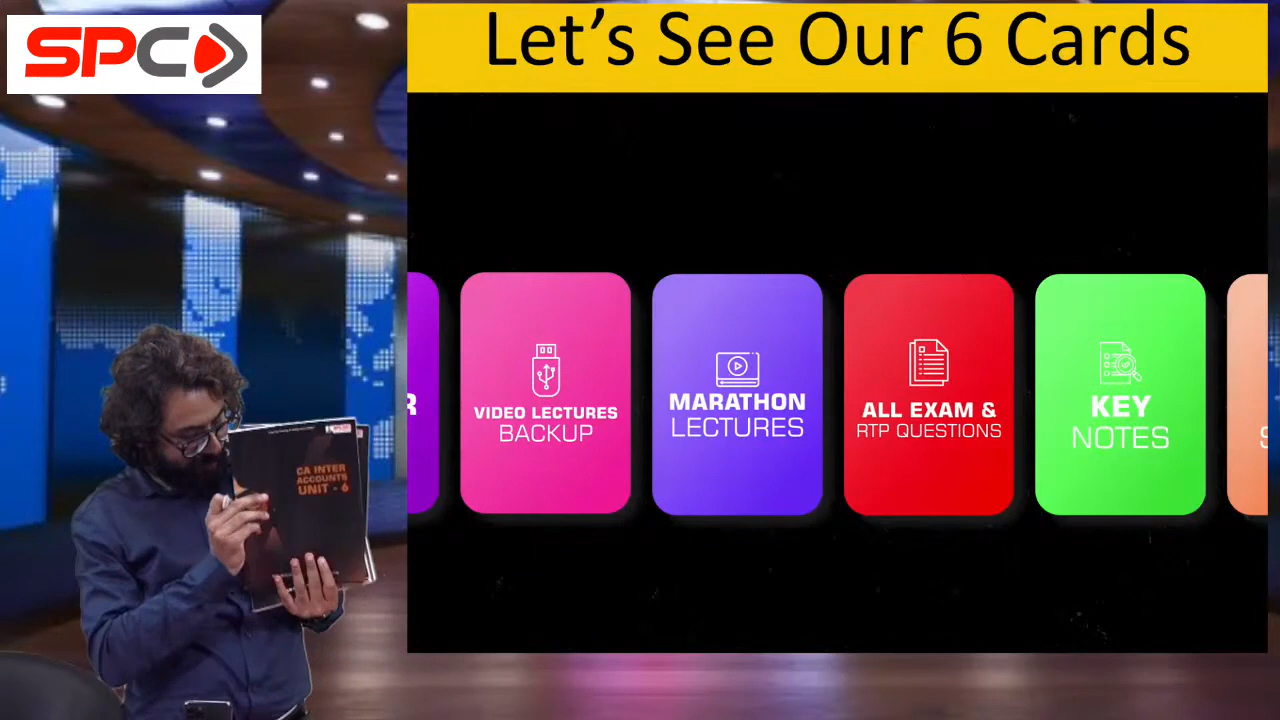 SPC
Let's See Our 6 Cards
R
VIDEO LECTURES
BACKUP
MARATHON
LECTURES
ALL EXAM &
RTP QUESTIONS
KEY
NOTES
S
CA INTER
ACCOUNTS
UNIT - 6